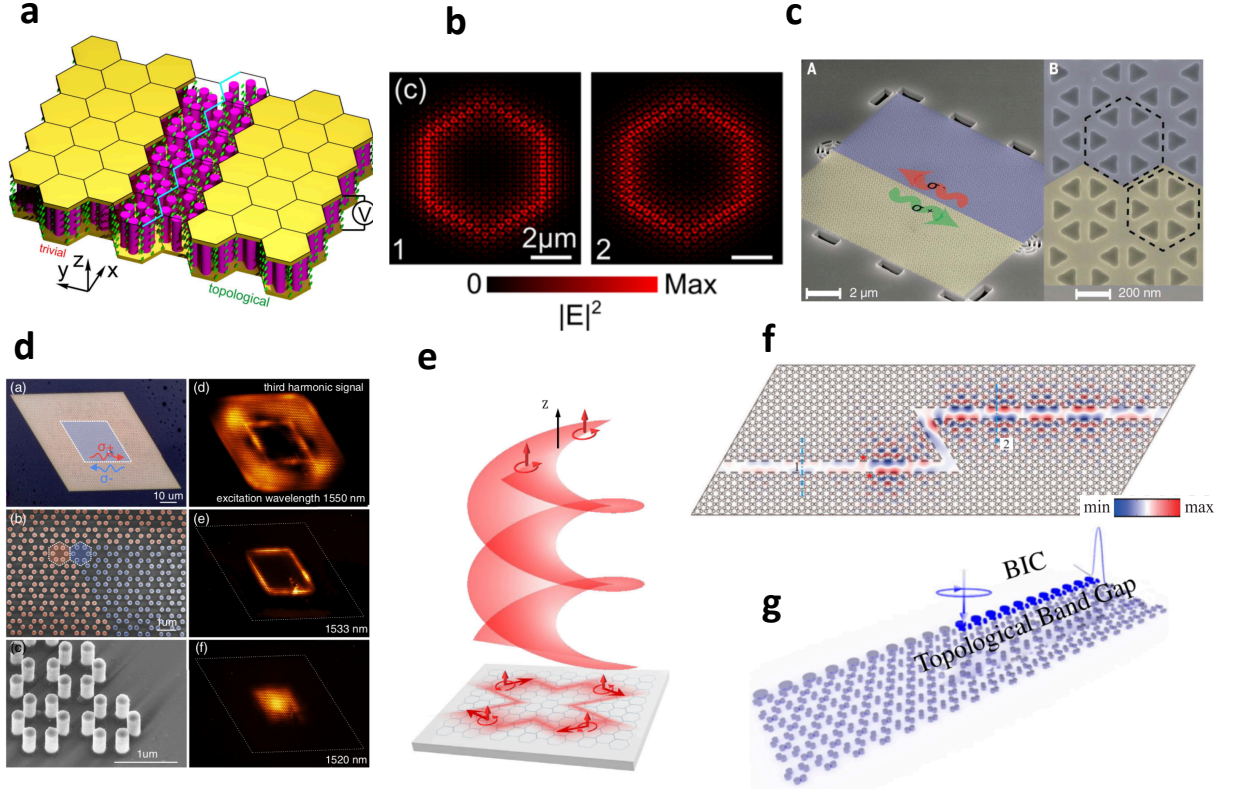 a
trivial
topological
V
z
y
x
b
(c)
1
2μm
2
0
Max
|E|²
c
A
B
σ-
σ+
2 μm
200 nm
d
(a)
σ+
σ-
10 um
(b)
1um
(c)
1um
(d)
third harmonic signal
excitation wavelength 1550 nm
(e)
1533 nm
(f)
1520 nm
e
z
f
1
2
min
max
g
BIC
Topological Band Gap